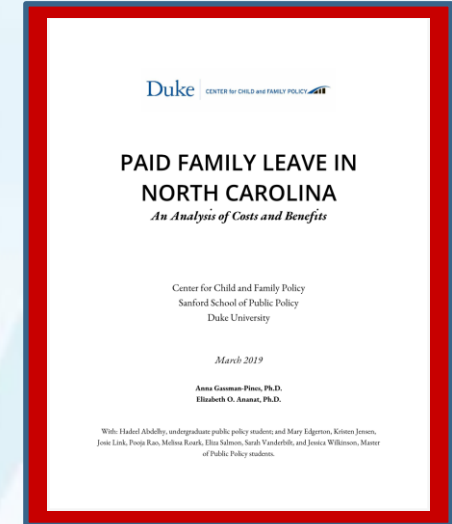 Duke CENTER for CHILD and FAMILY POLICY
PAID FAMILY LEAVE IN
NORTH CAROLINA
An Analysis of Costs and Benefits
Center for Child and Family Policy
Sanford School of Public Policy
Duke University
March 2019
Anna Gassman-Pines, Ph.D.
Elizabeth O. Ananat, Ph.D.
With: Hadeel Abdelhy, undergraduate public policy student; and Mary Edgerton, Kristen Jensen,
Josie Link, Pooja Rao, Melissa Roark, Eliza Salmon, Sarah Vanderbilt, and Jessica Wilkinson, Master
of Public Policy students.